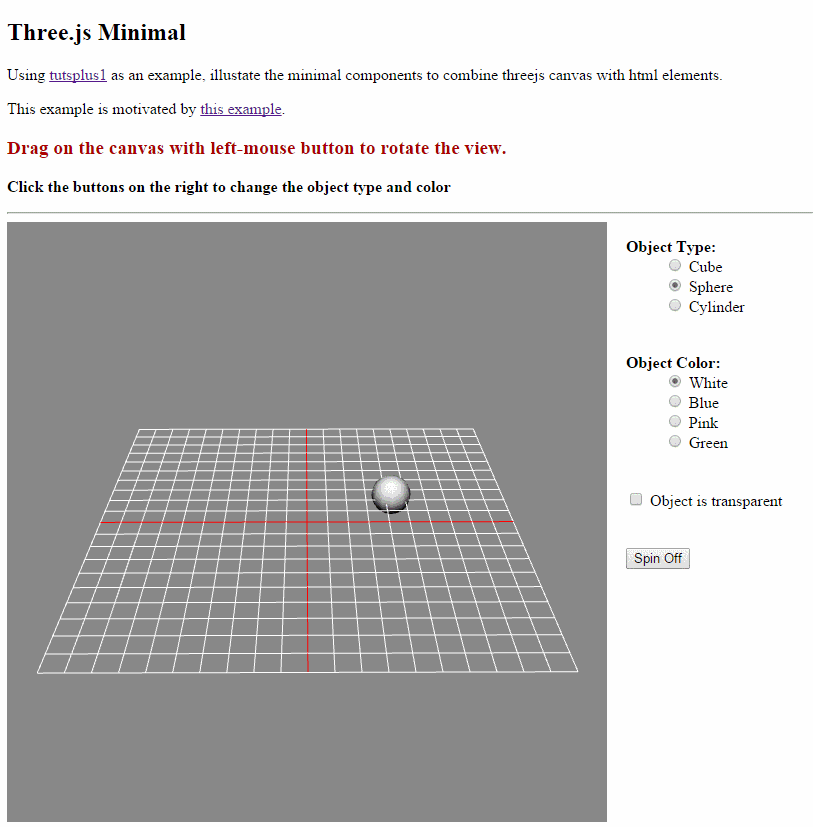 Three.js Minimal
Using tutsplus1 as an example, illustate the minimal components to combine threejs canvas with html elements.
This example is motivated by this example.
Drag on the canvas with left-mouse button to rotate the view.
Click the buttons on the right to change the object type and color
Object Type:
Cube
Sphere
Cylinder
Object Color:
White
Blue
Pink
Green
Object is transparent
Spin Off